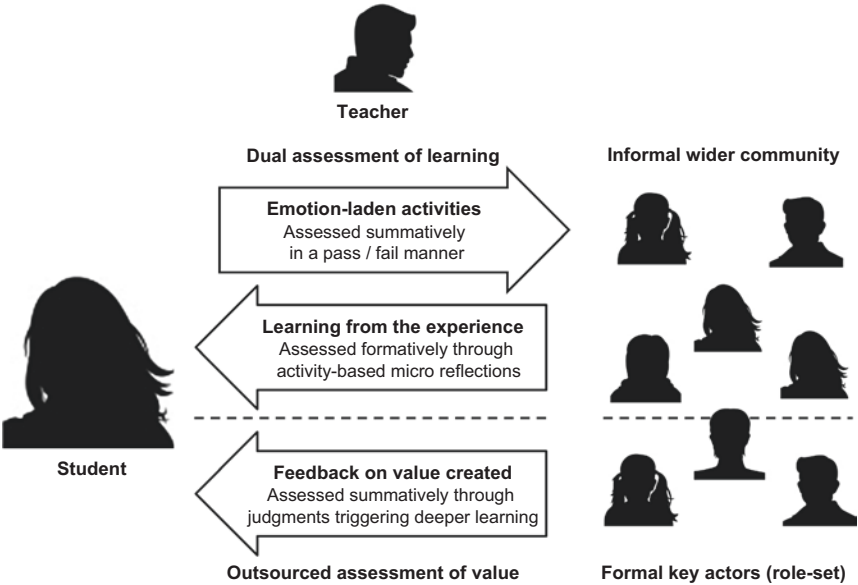 Teacher
Dual assessment of learning
Informal wider community
Emotion-laden activities
Assessed summatively
in a pass / fail manner
Learning from the experience
Assessed formatively through
activity-based micro reflections
Student
Feedback on value created
Assessed summatively through
judgments triggering deeper learning
Outsourced assessment of value
Formal key actors (role-set)